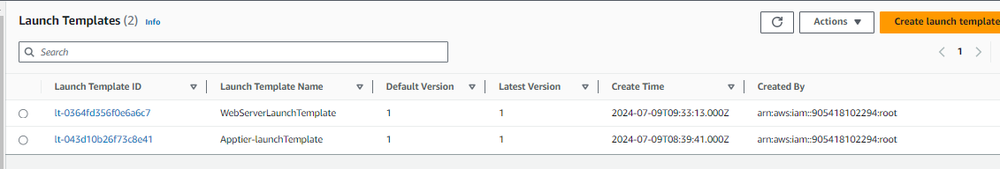 Launch Templates (2) Info
Actions
Create launch template
Search
1
Launch Template ID Launch Template Name Default Version Latest Version Create Time Created By
lt-0364fd356f0e6a6c7 WebServerLaunchTemplate 1 1 2024-07-09T09:33:13.000Z arn:aws:iam::905418102294:root
lt-043d10b26f73c8e41 Apptier-launchTemplate 1 1 2024-07-09T08:39:41.000Z arn:aws:iam::905418102294:root